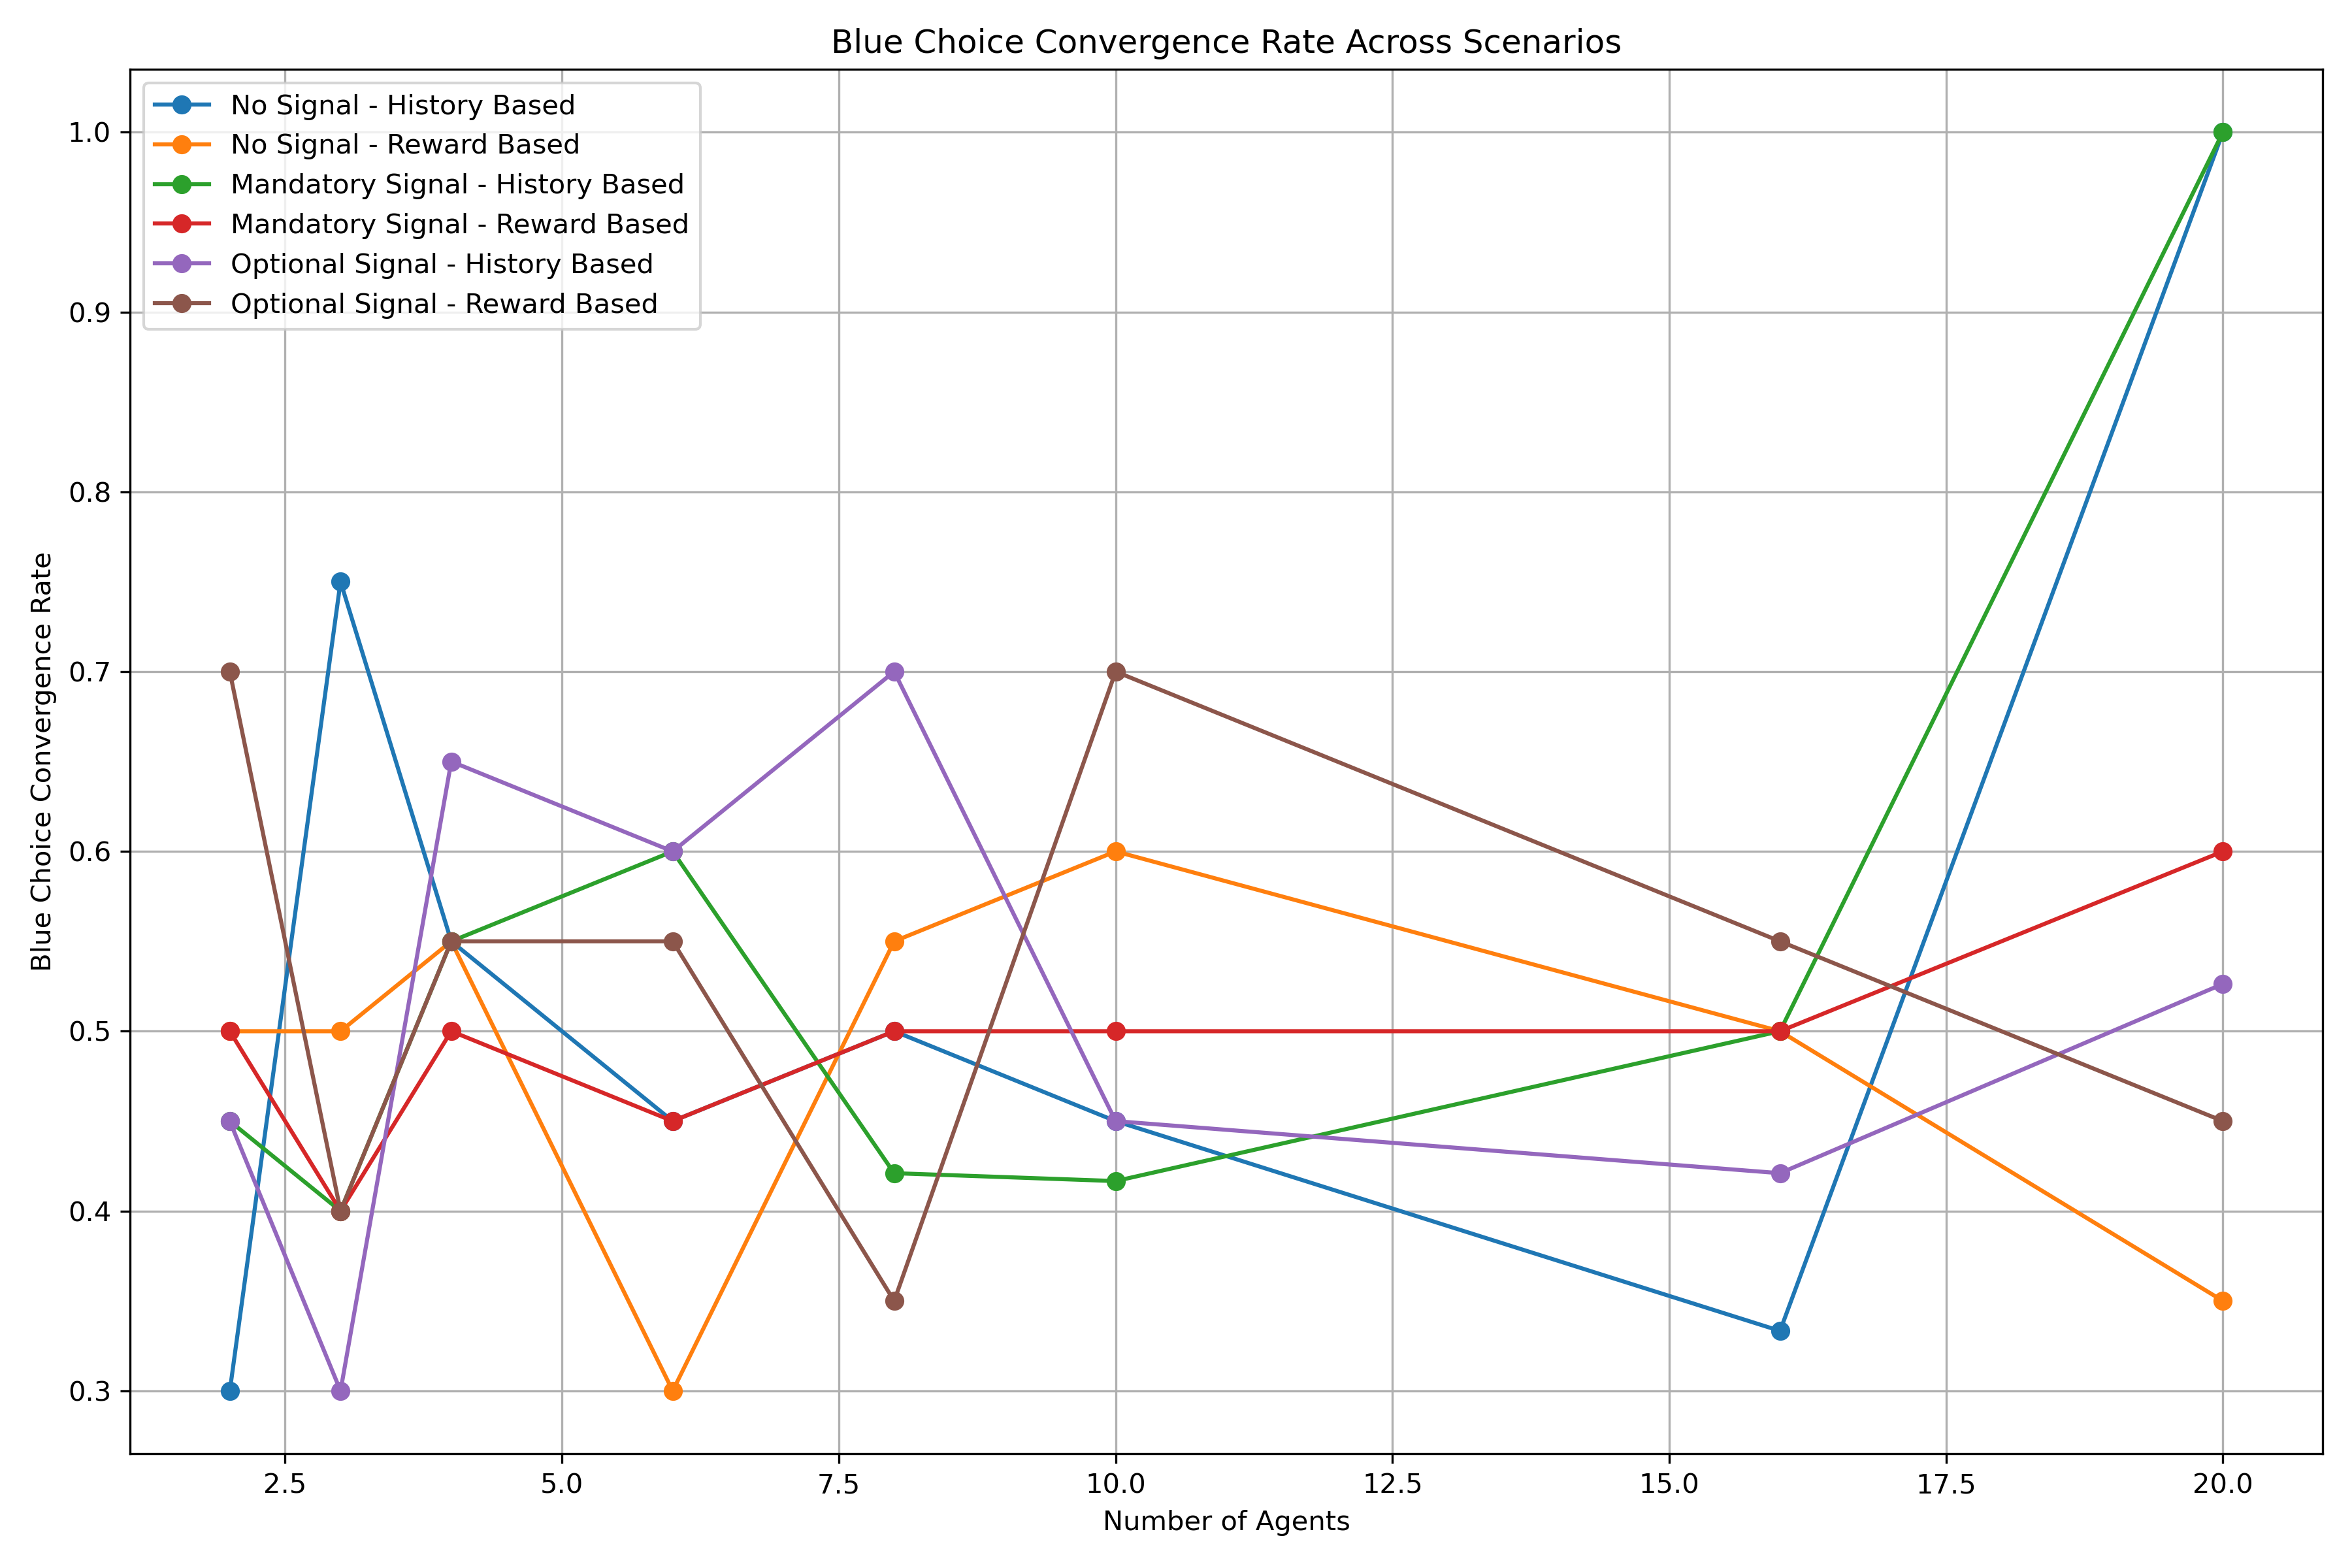 Blue Choice Convergence Rate Across Scenarios
No Signal - History Based
No Signal - Reward Based
Mandatory Signal - History Based
Mandatory Signal - Reward Based
Optional Signal - History Based
Optional Signal - Reward Based
1.0
0.9
0.8
0.7
0.6
0.5
0.4
0.3
Blue Choice Convergence Rate
2.5 5.0 7.5 10.0 12.5 15.0 17.5 20.0
Number of Agents